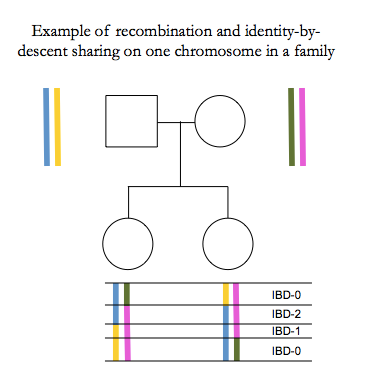 Example of recombination and identity-by-
descent sharing on one chromosome in a family
IBD-0
IBD-2
IBD-1
IBD-0